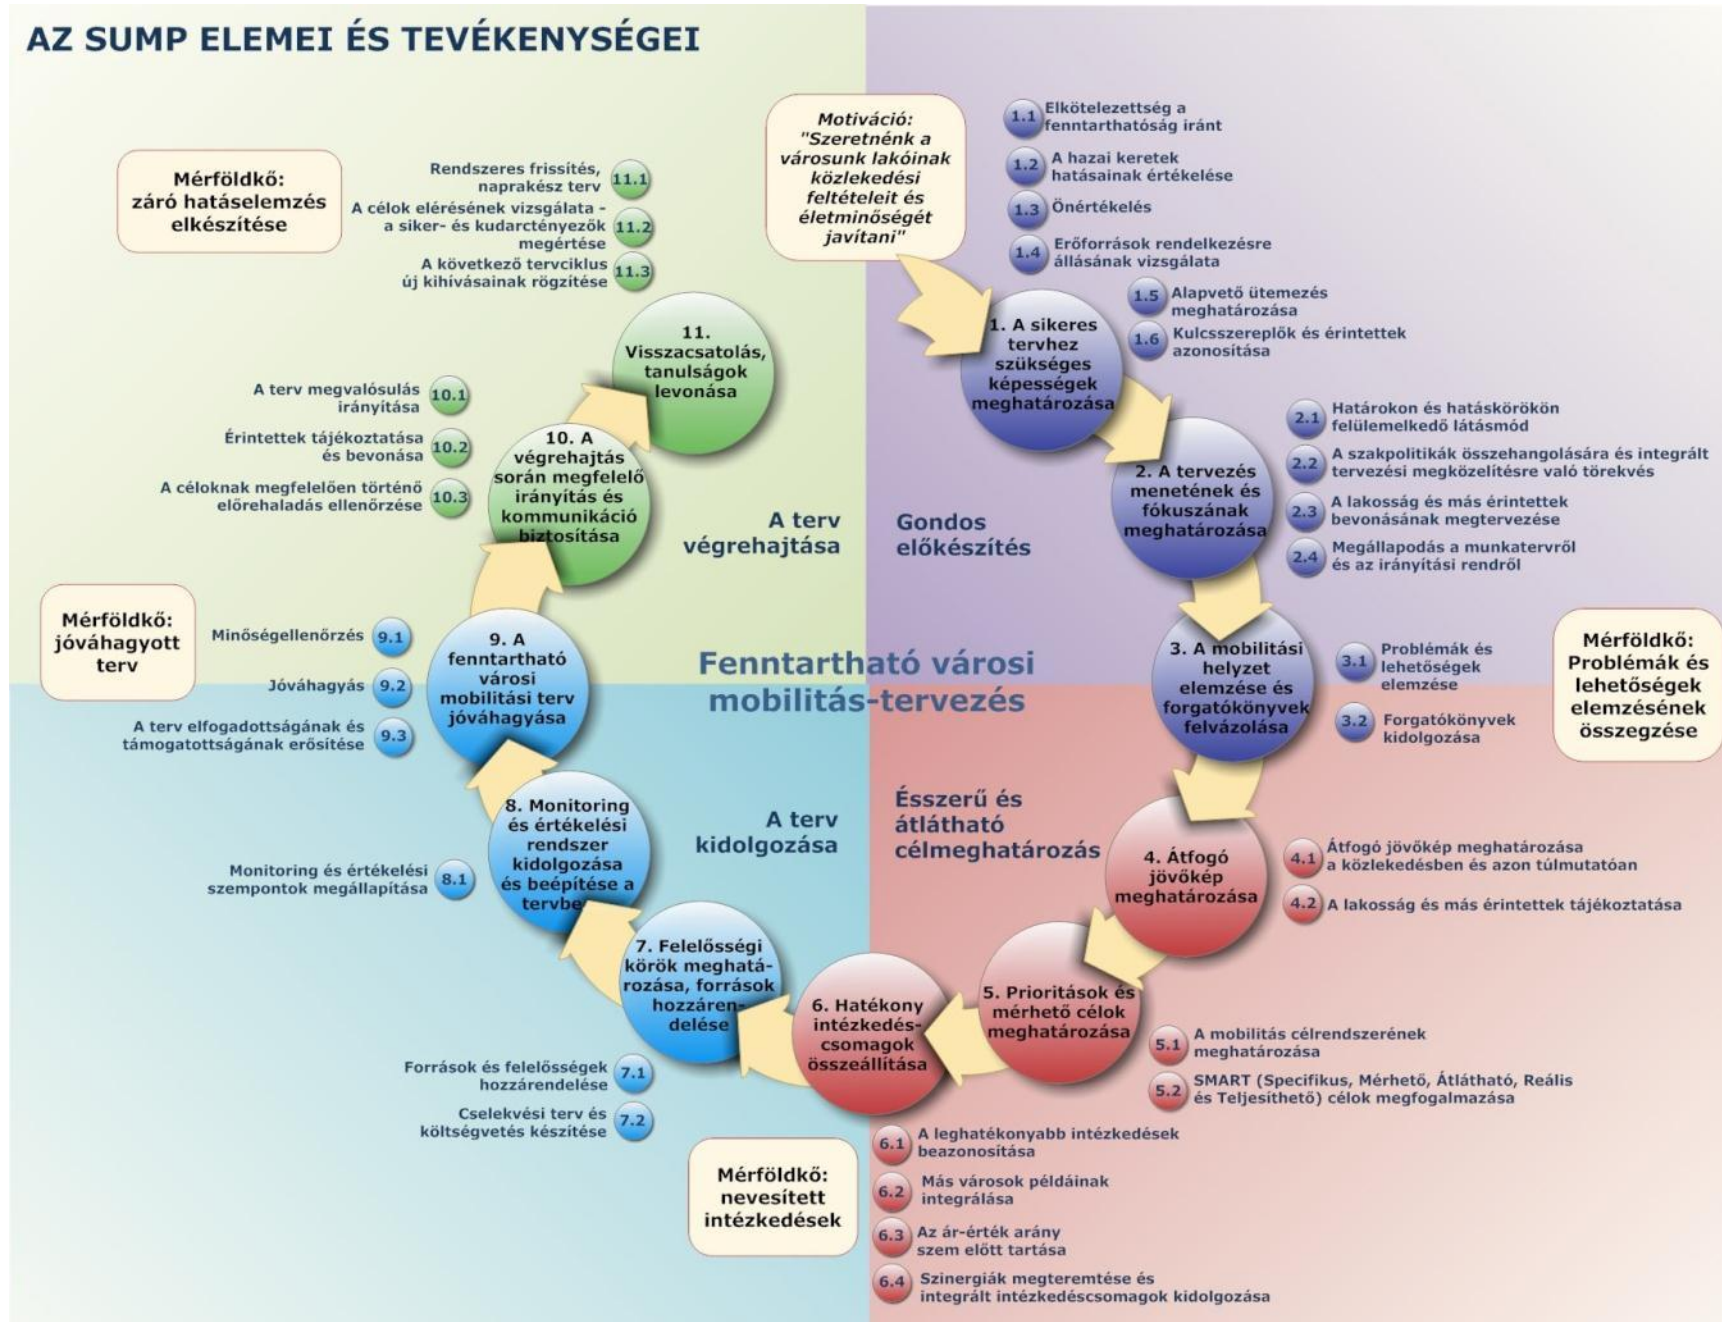 AZ SUMP ELEMEI ÉS TEVÉKENYSÉGEI
Motiváció:
"Szeretnénk a
városunk lakóinak
közlekedési
feltételeit és
életminőségét
javítani"
1.1
Elkötelezettség a
fenntarthatóság iránt
1.2
A hazai keretek
hatásainak értékelése
1.3
Önértékelés
1.4
Erőforrások rendelkezésre
állásának vizsgálata
1.5
Alapvető ütemezés
meghatározása
1.6
Kulcsszereplők és érintettek
azonosítása
1. A sikeres
tervhez
szükséges
képességek
meghatározása
2. A tervezés
menetének és
fókuszának
meghatározása
2.1
Határokon és hatáskörökön
felülemelkedő látásmód
2.2
A szakpolitikák összehangolására és integrált
tervezési megközelítésre való törekvés
2.3
A lakosság és más érintettek
bevonásának megtervezése
2.4
Megállapodás a munkatervről
és az irányítási rendről
Gondos
előkészítés
3. A mobilitási
helyzet
elemzése és
forgatókönyvek
felvázolása
3.1
Problémák és
lehetőségek
elemzése
3.2
Forgatókönyvek
kidolgozása
Mérföldkő:
Problémák és
lehetőségek
elemzésének
összegzése
Fenntartható városi
mobilitás-tervezés
Ésszerű és
átlátható
célmeghatározás
4. Átfogó
jövőkép
meghatározása
4.1
Átfogó jövőkép meghatározása
a közlekedésben és azon túlmutatóan
4.2
A lakosság és más érintettek tájékoztatása
5. Prioritások és
mérhető célok
meghatározása
5.1
A mobilitás célrendszerének
meghatározása
5.2
SMART (Specifikus, Mérhető, Átlátható, Reális
és Teljesíthető) célok megfogalmazása
6. Hatékony
intézkedés-
csomagok
összeállítása
6.1
A leghatékonyabb intézkedések
beazonosítása
6.2
Más városok példáinak
integrálása
6.3
Az ár-érték arány
szem előtt tartása
6.4
Szinergiák megteremtése és
integrált intézkedéscsomagok kidolgozása
Mérföldkő:
nevesített
intézkedések
A terv
kidolgozása
7. Felelősségi
körök meghatá-
rozása, források
hozzáren-
delése
Források és felelősségek
hozzárendelése
7.1
Cselekvési terv és
költségvetés készítése
7.2
8. Monitoring
és értékelési
rendszer
kidolgozása
és beépítése a
tervbe
Monitoring és értékelési
szempontok megállapítása
8.1
9. A
fenntartható
városi
mobilitási terv
jóváhagyása
Minőségellenőrzés
9.1
Jóváhagyás
9.2
A terv elfogadottságának és
támogatottságának erősítése
9.3
Mérföldkő:
jóváhagyott
terv
A terv
végrehajtása
10. A
végrehajtás
során megfelelő
irányítás és
kommunikáció
biztosítása
A terv megvalósulás
irányítása
10.1
Érintettek tájékoztatása
és bevonása
10.2
A céloknak megfelelően történő
előrehaladás ellenőrzése
10.3
11.
Visszacsatolás,
tanulságok
levonása
Rendszeres frissítés,
naprakész terv
11.1
A célok elérésének vizsgálata -
a siker- és kudarctényezők
megértése
11.2
A következő tervciklus
új kihívásainak rögzítése
11.3
Mérföldkő:
záró hatáselemzés
elkészítése